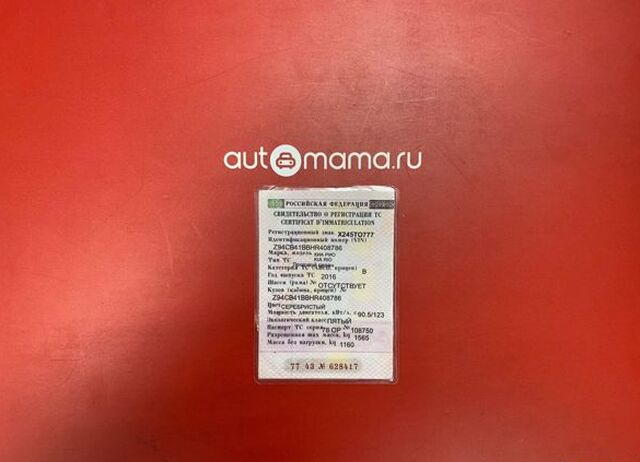 automama.ru
РОССИЙСКАЯ ФЕДЕРАЦИЯ
СВИДЕТЕЛЬСТВО О РЕГИСТРАЦИИ ТС
CERTIFICAT D'IMMATRICULATION
Регистрационный знак X245TO777
Идентификационный номер (VIN)
Z94CB41BBHR408786
Марка, модель КИА РИО
KIA RIO
Тип ТС
Категория ТС B
Год выпуска ТС 2016
Шасси (рама) № ОТСУТСТВУЕТ
Кузов (кабина, прицеп) №
Z94CB41BBHR408786
Цвет СЕРЕБРИСТЫЙ
Мощность двигателя, кВт/л. с. 90.5/123
Экологический класс ПЯТЫЙ
Паспорт ТС серия 78 ОР № 108750
Разрешенная max масса, kg 1565
Масса без нагрузки, kg 1160
77 43 № 628417